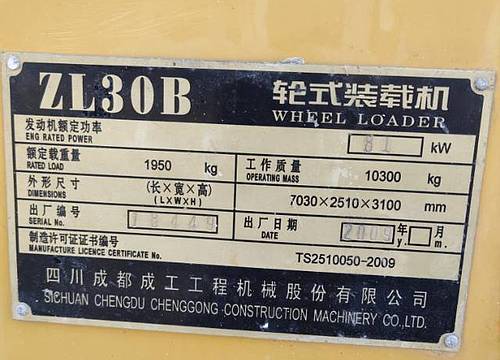 ZL30B 轮式装载机
WHEEL LOADER
发动机额定功率 81 kW
ENG RATED POWER
额定载重量 1950 kg 工作质量 10300 kg
RATED LOAD OPERATING MASS
外形尺寸 (长×宽×高) 7030×2510×3100 mm
DIMENSIONS (L×W×H)
出厂编号 出厂日期 2009 年 月
SERIAL NO. DATE y. m.
制造许可证证书编号 TS2510050-2009
MANUFACTURE LICENCE CERTIFICATE NO.
四川成都成工工程机械股份有限公司
SICHUAN CHENGDU CHENGGONG CONSTRUCTION MACHINERY CO.,LTD.